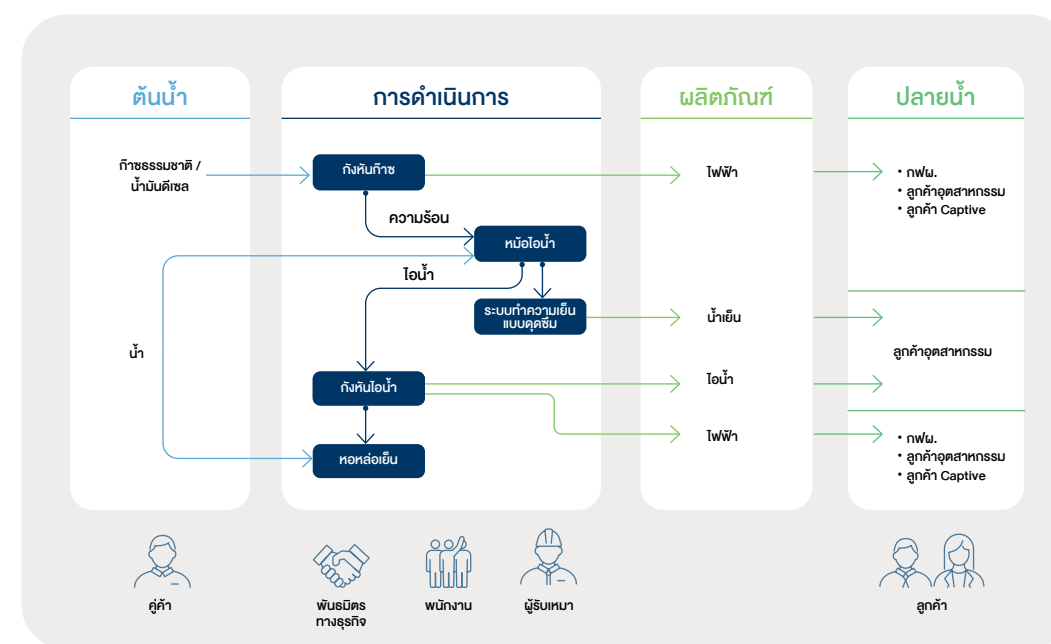 ต้นน้ำ
การดำเนินการ
ผลิตภัณฑ์
ปลายน้ำ
ก๊าซธรรมชาติ /
น้ำมันดีเซล
กังหันก๊าซ
ไฟฟ้า
• กฟผ.
• ลูกค้าอุตสาหกรรม
• ลูกค้า Captive
ความร้อน
หม้อไอน้ำ
ไอน้ำ
ระบบทำความเย็น
แบบดูดซึม
น้ำเย็น
น้ำ
ลูกค้าอุตสาหกรรม
กังหันไอน้ำ
ไอน้ำ
ไฟฟ้า
• กฟผ.
• ลูกค้าอุตสาหกรรม
• ลูกค้า Captive
หอหล่อเย็น
คู่ค้า
พันธมิตร
ทางธุรกิจ
พนักงาน
ผู้รับเหมา
ลูกค้า